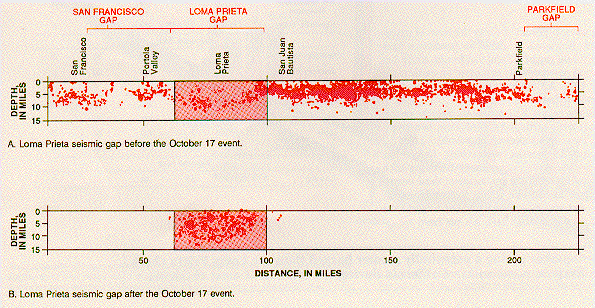 SAN FRANCISCO
GAP
LOMA PRIETA
GAP
PARKFIELD
GAP
San
Francisco
Portola
Valley
Loma
Prieta
San Juan
Bautista
Parkfield
DEPTH,
IN MILES
0
5
10
15
A. Loma Prieta seismic gap before the October 17 event.
DEPTH,
IN MILES
0
5
10
15
50
100
150
200
DISTANCE, IN MILES
B. Loma Prieta seismic gap after the October 17 event.